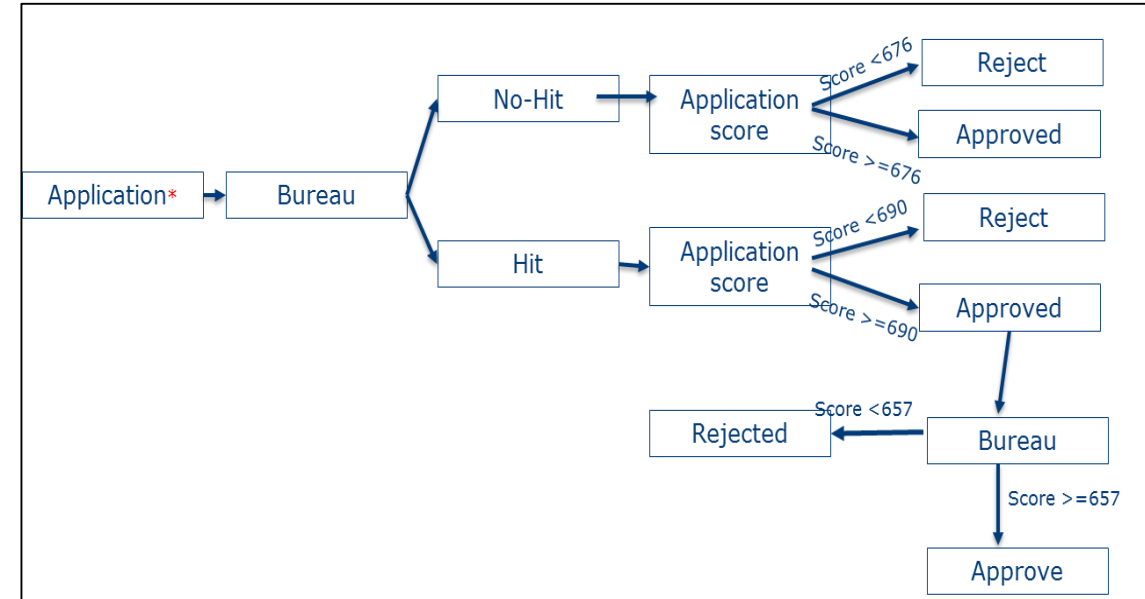 Score <676
Reject
No-Hit
Application
score
Approved
Score >=676
Application*
Bureau
Score <690
Reject
Hit
Application
score
Score >=690
Approved
Score <657
Rejected
Bureau
Score >=657
Approve